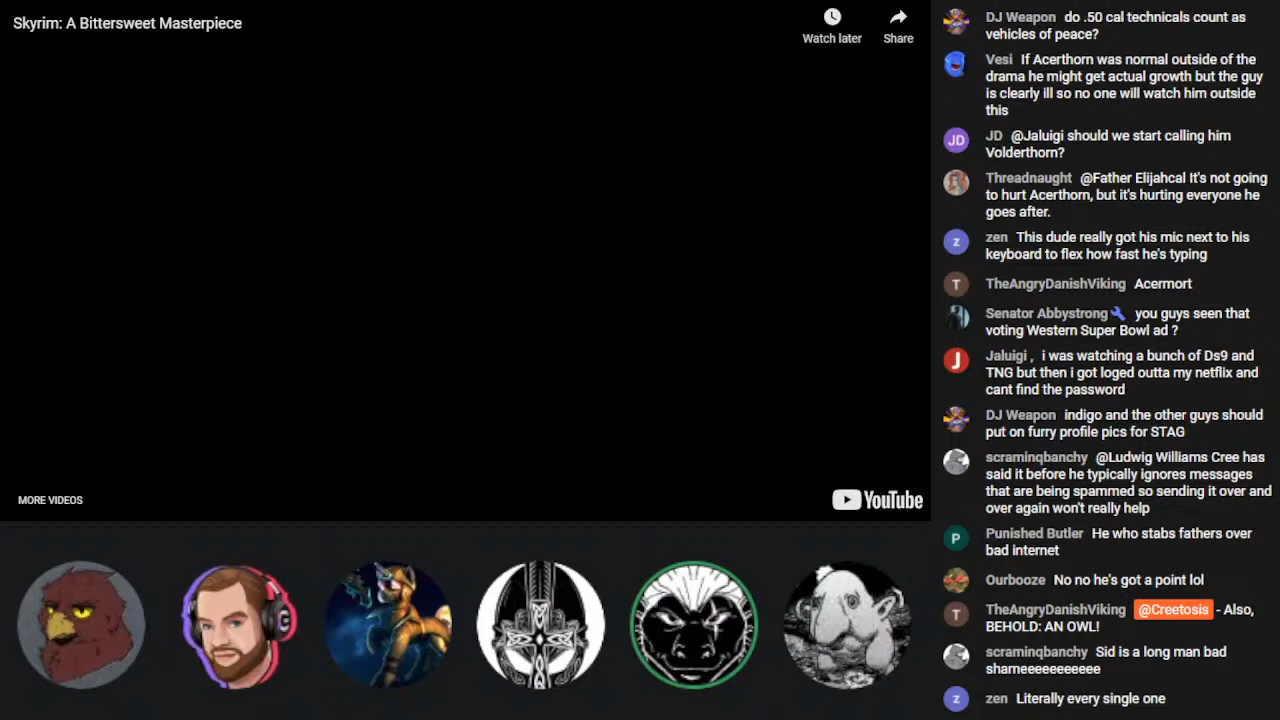 Skyrim: A Bittersweet Masterpiece
Watch later
Share
MORE VIDEOS
YouTube
DJ Weapon do .50 cal technicals count as
vehicles of peace?
Vesi If Acerthorn was normal outside of the
drama he might get actual growth but the guy
is clearly ill so no one will watch him outside
this
JD
JD @Jaluigi should we start calling him
Volderthorn?
Threadnaught @Father Elijahcal It's not going
to hurt Acerthorn, but it's hurting everyone he
goes after.
z
zen This dude really got his mic next to his
keyboard to flex how fast he's typing
T
TheAngryDanishViking Acermort
Senator Abbystrong you guys seen that
voting Western Super Bowl ad ?
J
Jaluigi , i was watching a bunch of Ds9 and
TNG but then i got loged outta my netflix and
cant find the password
DJ Weapon indigo and the other guys should
put on furry profile pics for STAG
scraminqbanchy @Ludwig Williams Cree has
said it before he typically ignores messages
that are being spammed so sending it over and
over again won't really help
P
Punished Butler He who stabs fathers over
bad internet
Ourbooze No no he's got a point lol
T
TheAngryDanishViking @Creetosis - Also,
BEHOLD: AN OWL!
scraminqbanchy Sid is a long man bad
shameeeeeeeeeee
z
zen Literally every single one